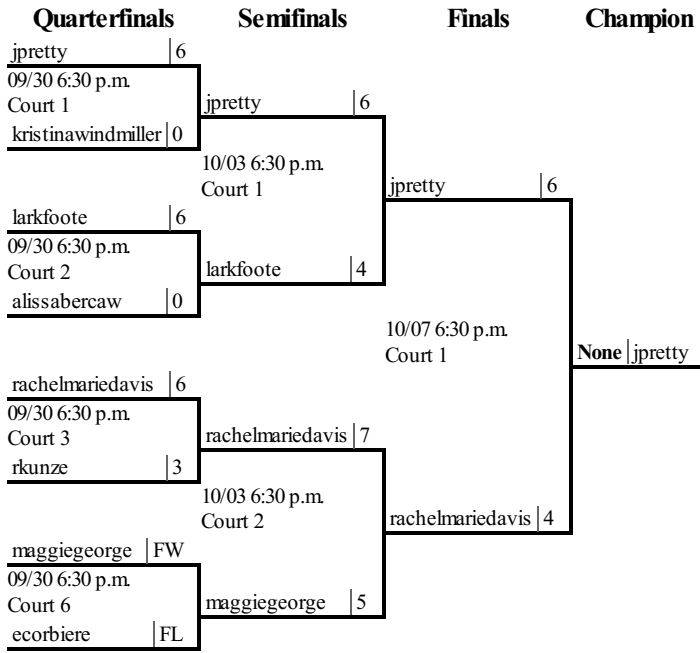 Quarterfinals Semifinals Finals Champion
jpretty 6
09/30 6:30 p.m.
Court 1
kristinawindmiller 0
larkfoote 6
09/30 6:30 p.m.
Court 2
alissabercaw 0
rachelmariedavis 6
09/30 6:30 p.m.
Court 3
rkunze 3
maggiegeorge FW
09/30 6:30 p.m.
Court 6
ecorbiere FL
jpretty 6
10/03 6:30 p.m.
Court 1
larkfoote 4
rachelmariedavis 7
10/03 6:30 p.m.
Court 2
maggiegeorge 5
jpretty 6
10/07 6:30 p.m.
Court 1
rachelmariedavis 4
None jpretty